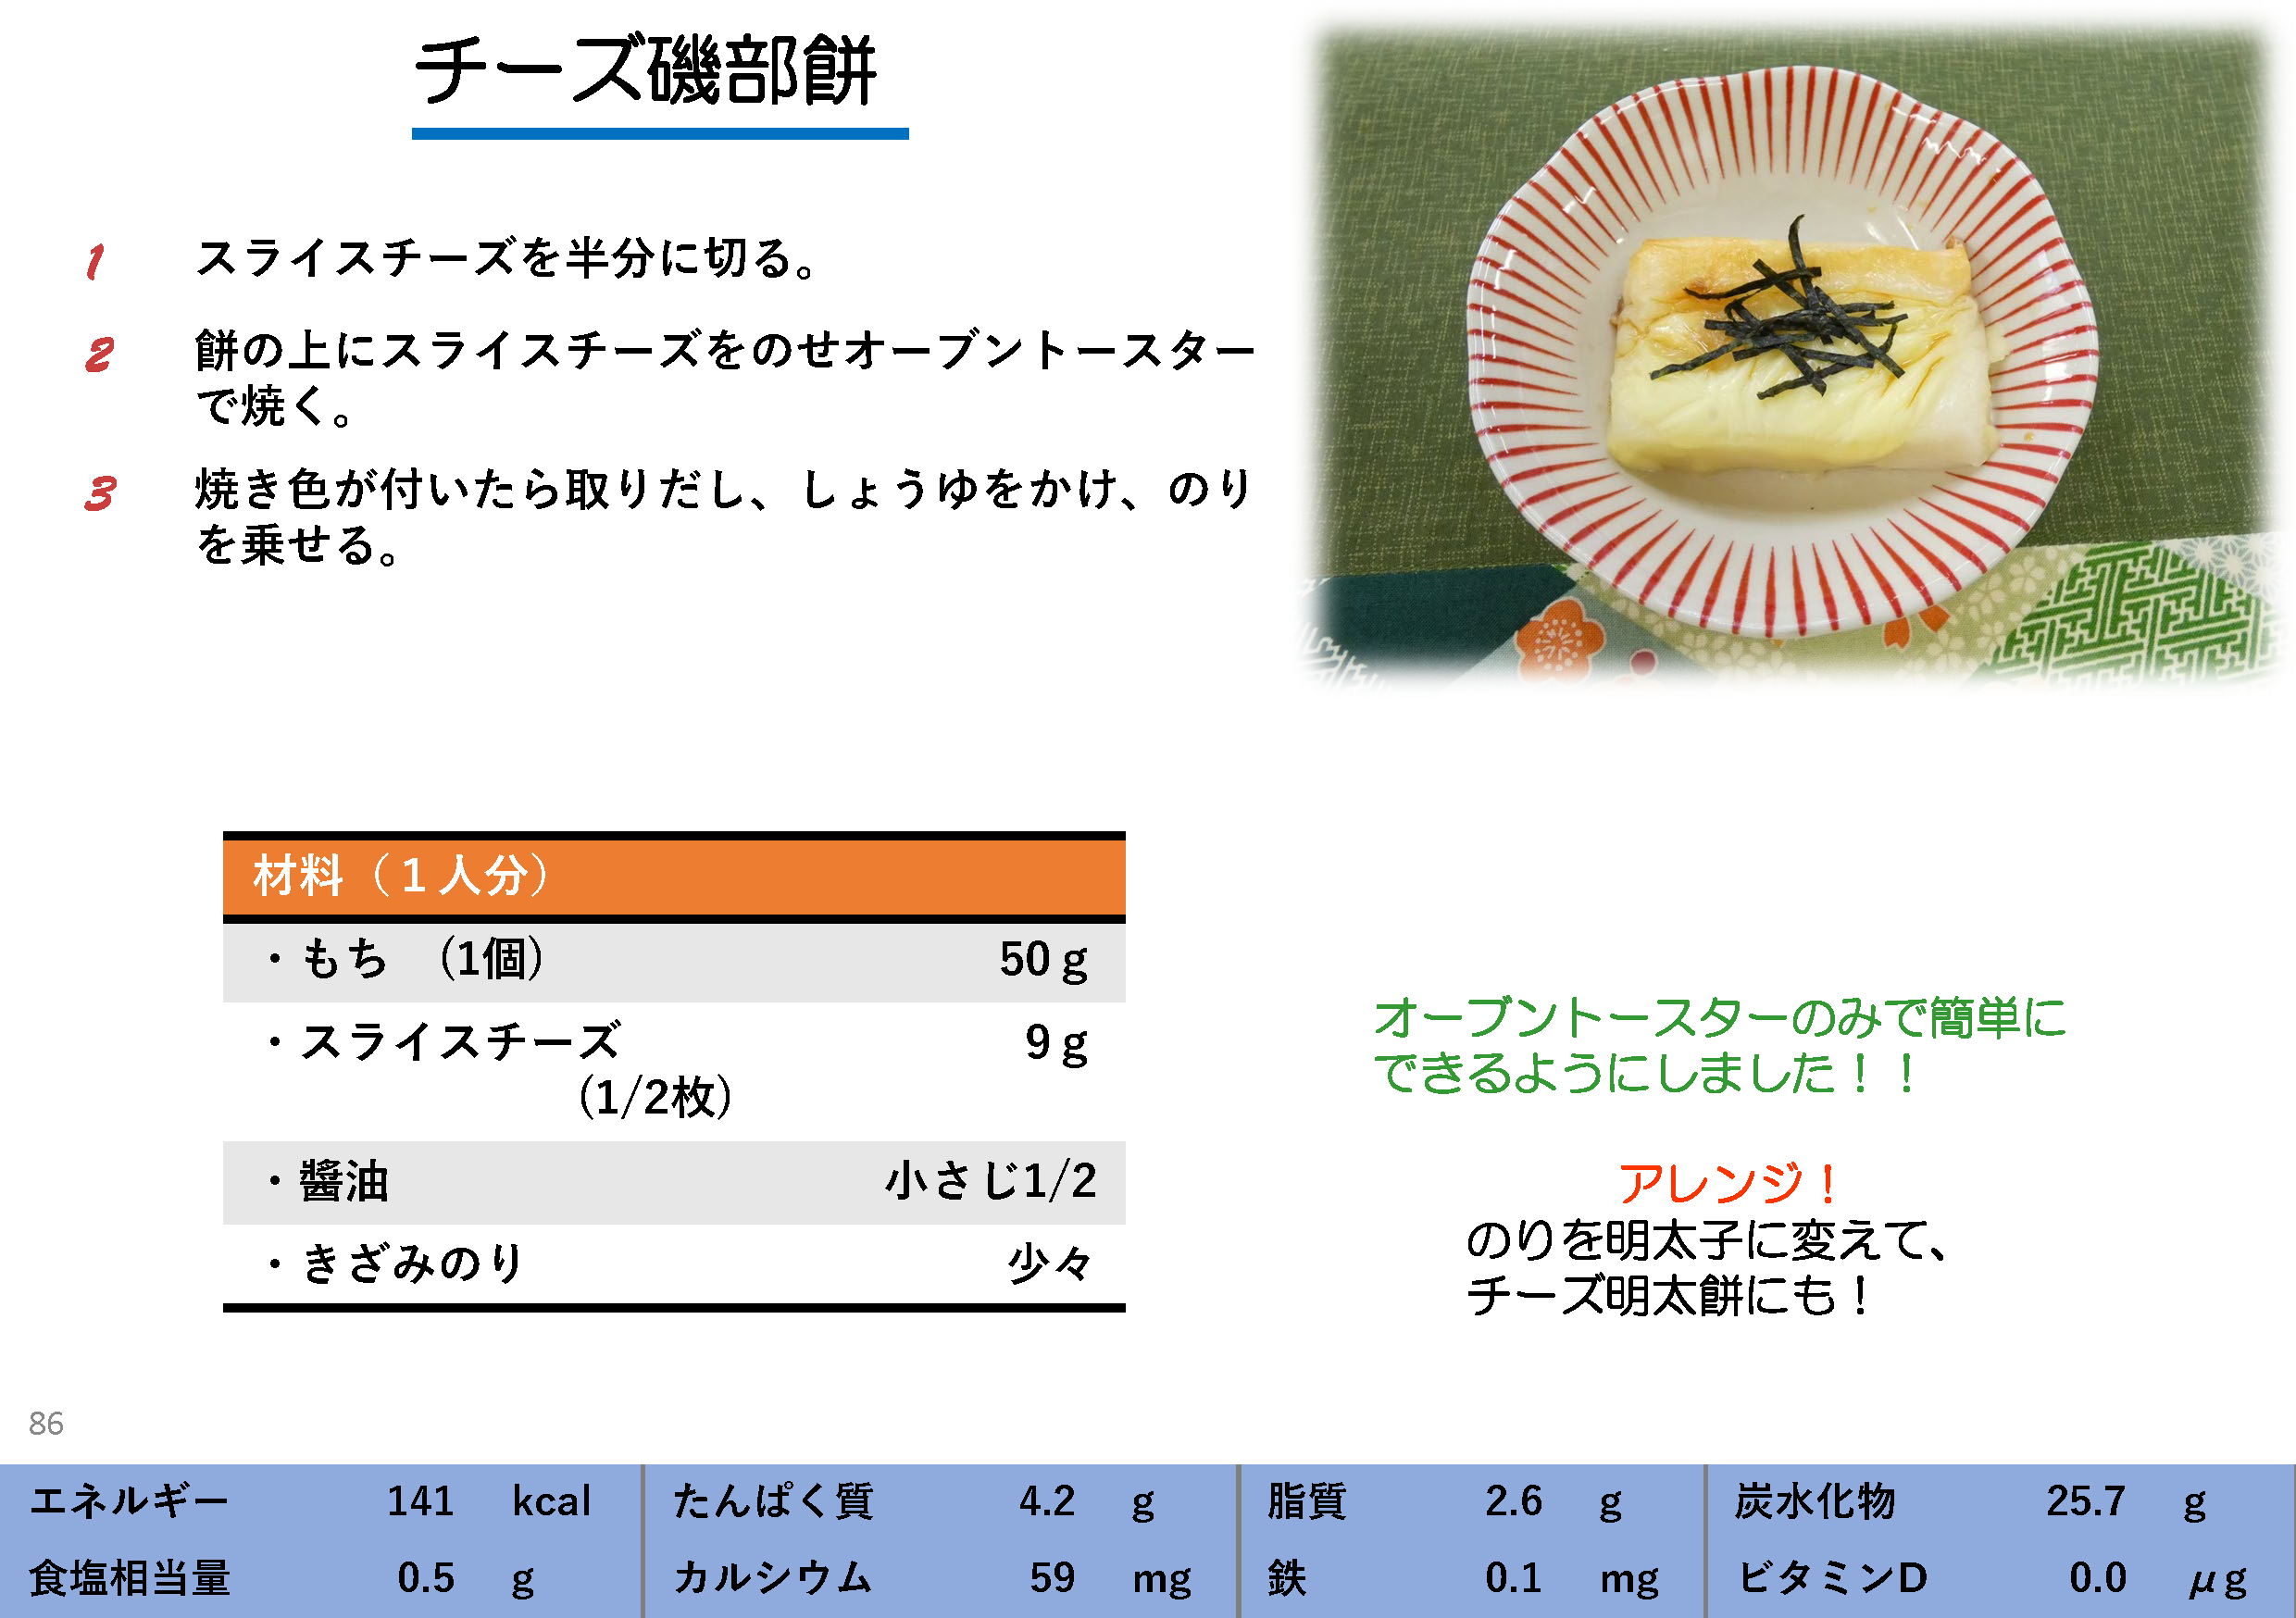 チーズ磯部餅
1 スライスチーズを半分に切る。
2 餅の上にスライスチーズをのせオーブントースター
で焼く。
3 焼き色が付いたら取りだし、しょうゆをかけ、のり
を乗せる。
材料（１人分）
・もち （1個） 50ｇ
・スライスチーズ 9ｇ
（1/2枚）
・醬油 小さじ1/2
・きざみのり 少々
オーブントースターのみで簡単に
できるようにしました！！
アレンジ！
のりを明太子に変えて、
チーズ明太餅にも！
86
エネルギー 141 kcal たんぱく質 4.2 g 脂質 2.6 g 炭水化物 25.7 g
食塩相当量 0.5 g カルシウム 59 mg 鉄 0.1 mg ビタミンD 0.0 μg